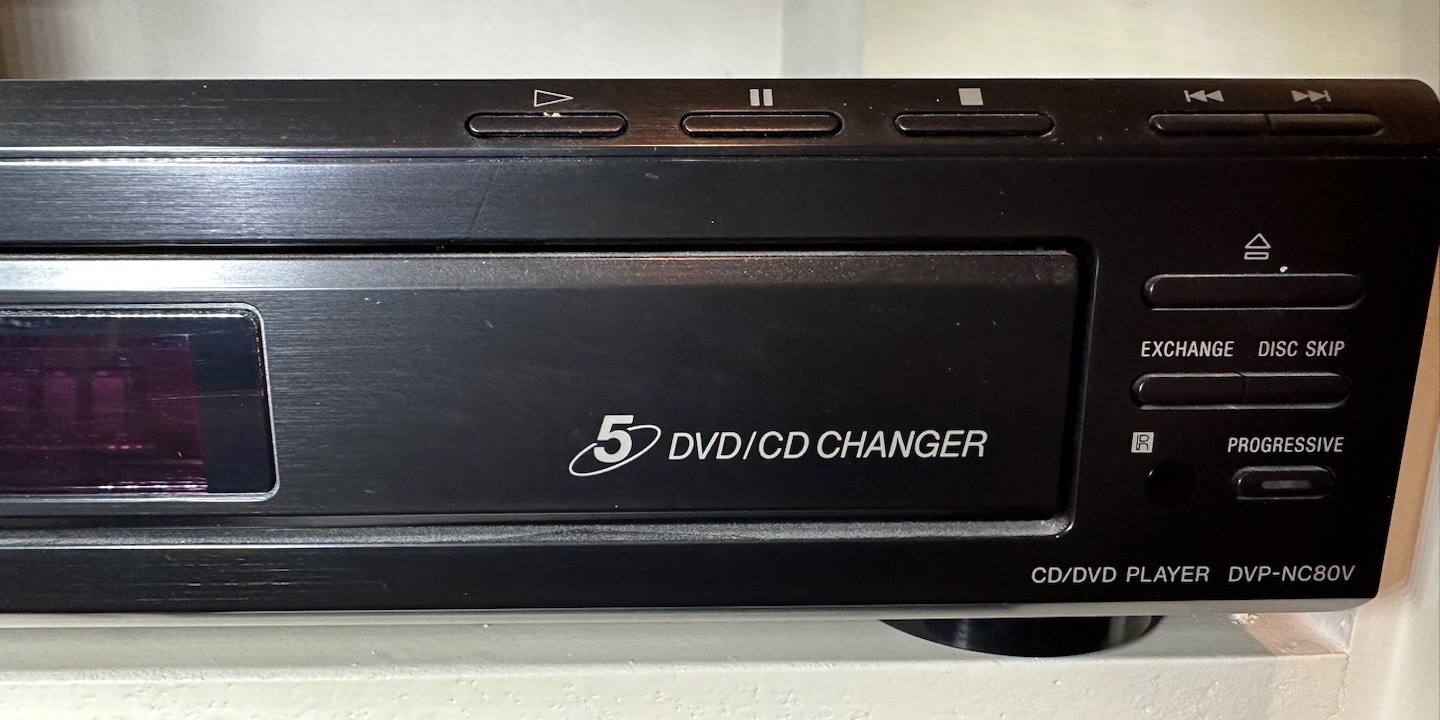 EXCHANGE DISC SKIP
5 DVD/CD CHANGER
PROGRESSIVE
CD/DVD PLAYER DVP-NC80V